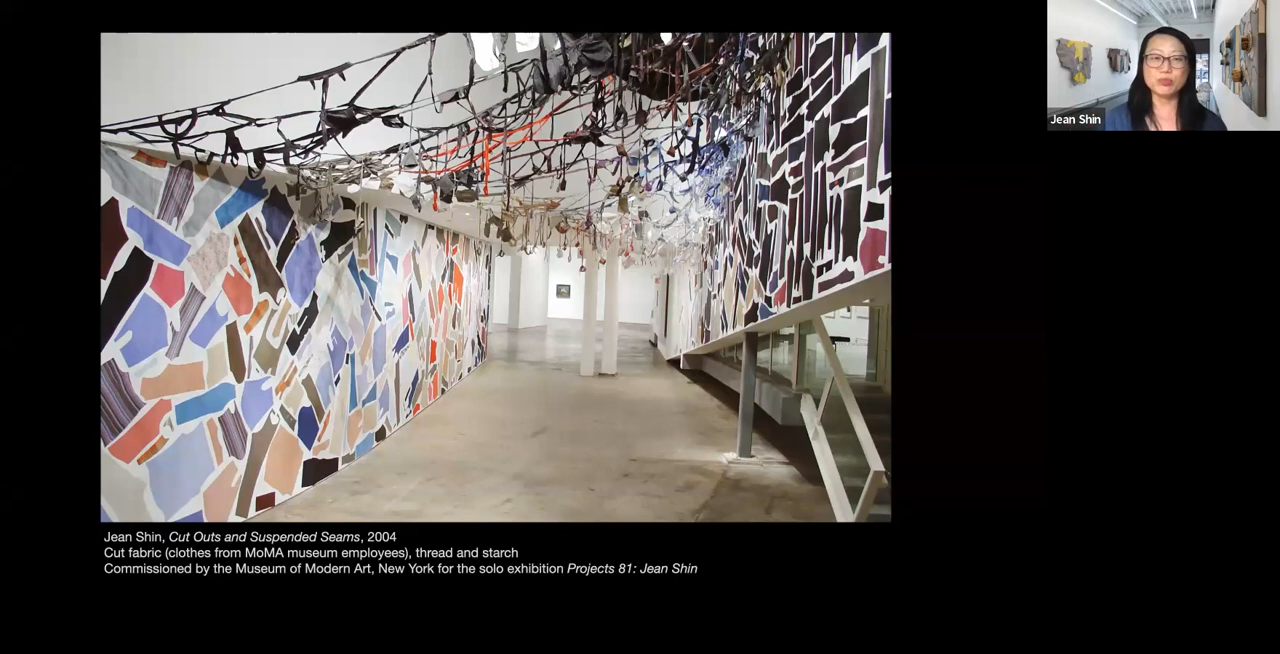 Jean Shin
Jean Shin, Cut Outs and Suspended Seams, 2004
Cut fabric (clothes from MoMA museum employees), thread and starch
Commissioned by the Museum of Modern Art, New York for the solo exhibition Projects 81: Jean Shin